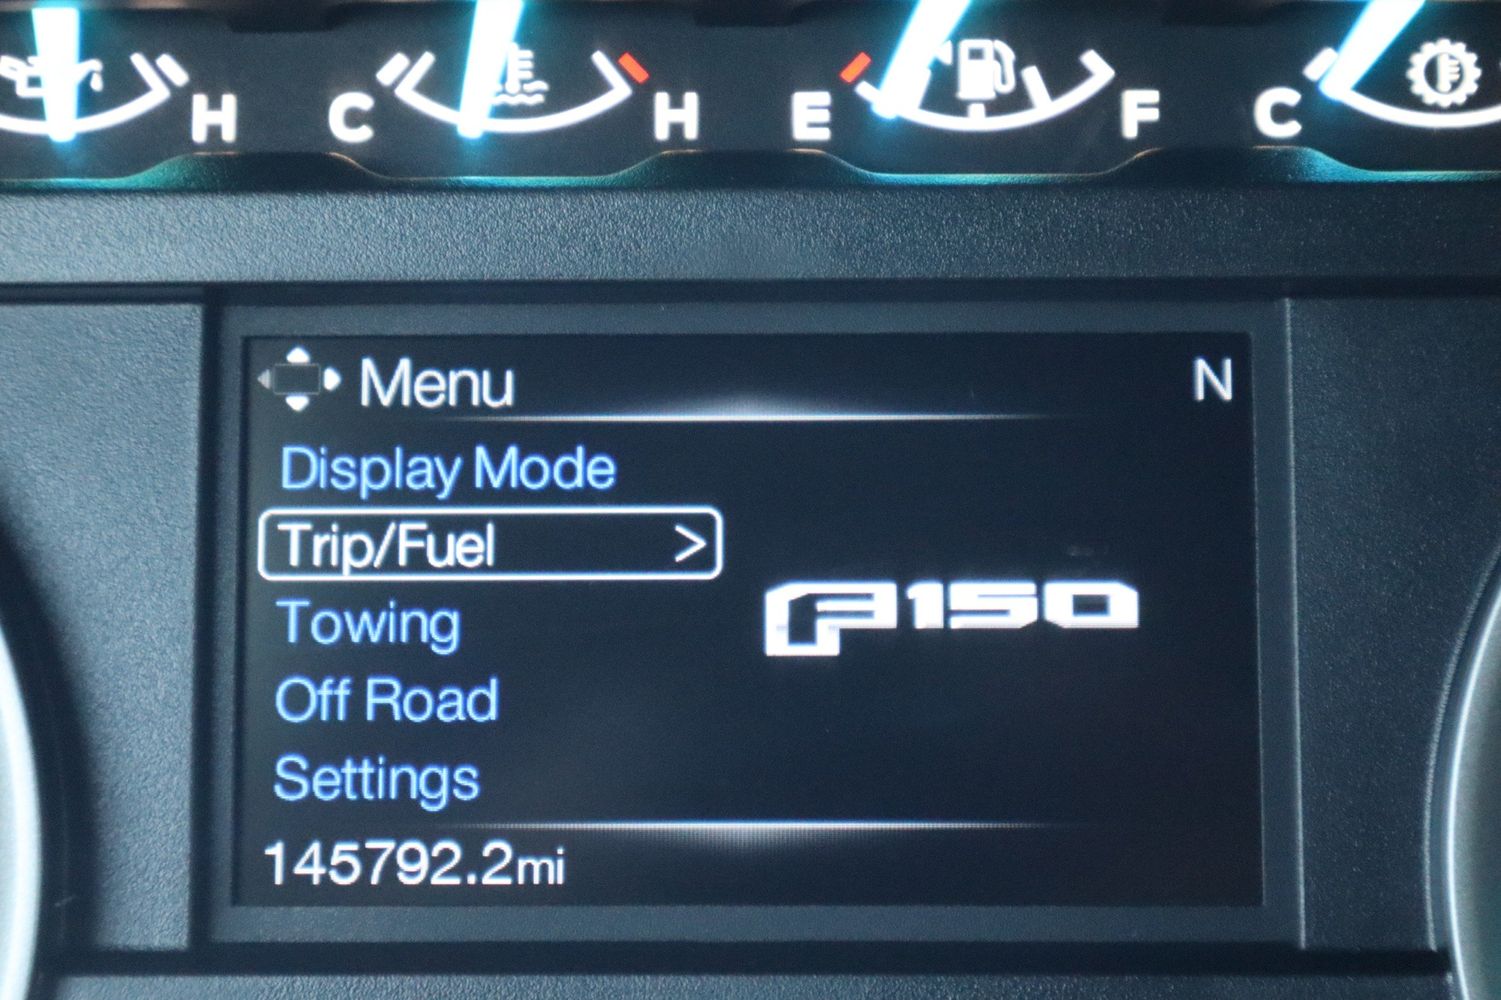 H C H E F C
Menu N
Display Mode
Trip/Fuel >
F150
Towing
Off Road
Settings
145792.2mi